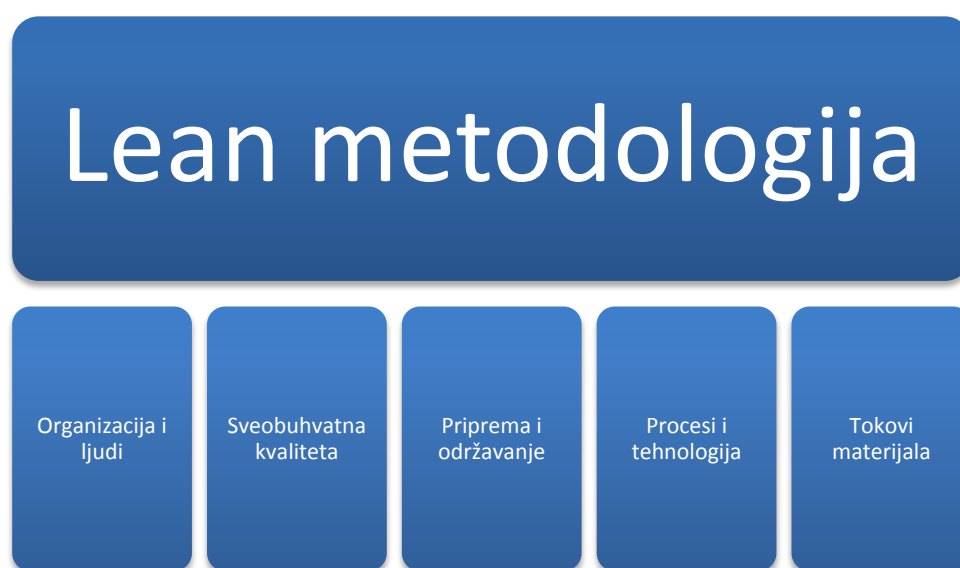 Lean metodologija
Organizacija i
ljudi
Sveobuhvatna
kvaliteta
Priprema i
održavanje
Procesi i
tehnologija
Tokovi
materijala